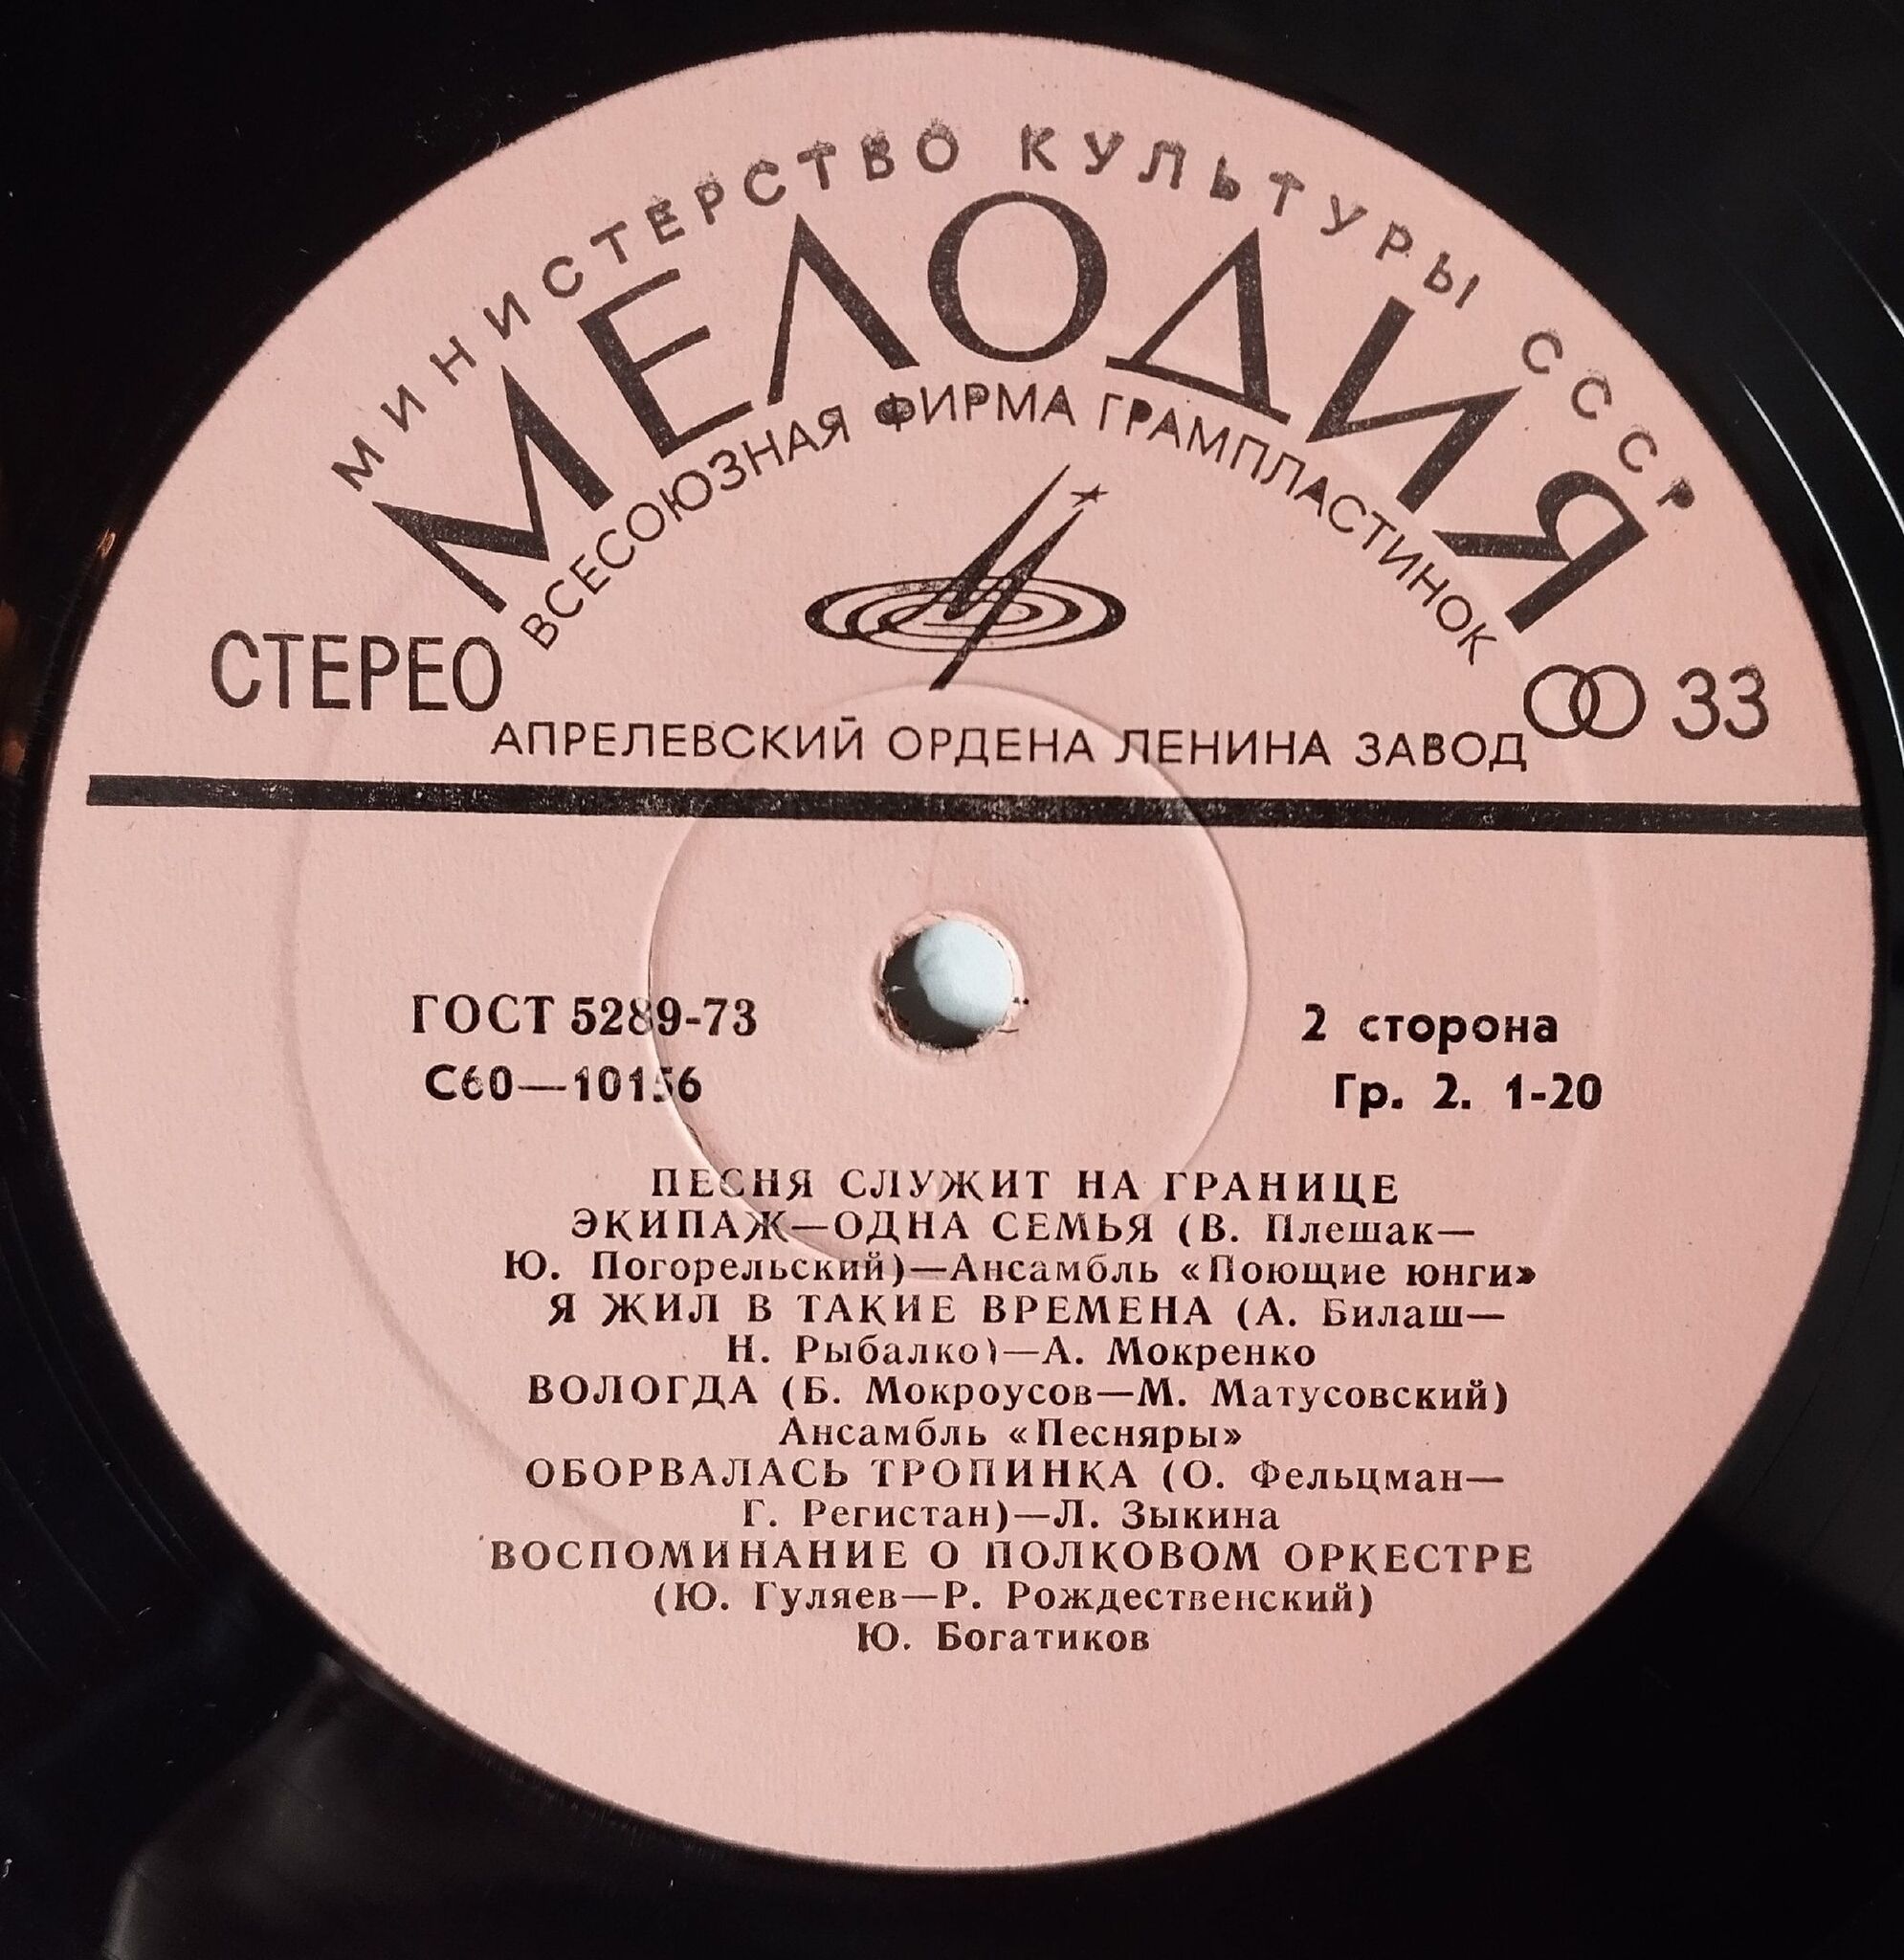 МИНИСТЕРСТВО КУЛЬТУРЫ СССР
МЕЛОДИЯ
ВСЕСОЮЗНАЯ ФИРМА ГРАМПЛАСТИНОК
СТЕРЕО
33
АПРЕЛЕВСКИЙ ОРДЕНА ЛЕНИНА ЗАВОД
ГОСТ 5289-73
2 сторона
С60—10156
Гр. 2. 1-20
ПЕСНЯ СЛУЖИТ НА ГРАНИЦЕ
ЭКИПАЖ—ОДНА СЕМЬЯ (В. Плешак—
Ю. Погорельский)—Ансамбль «Поющие юнги»
Я ЖИЛ В ТАКИЕ ВРЕМЕНА (А. Билаш—
Н. Рыбалко)—А. Мокренко
ВОЛОГДА (Б. Мокроусов—М. Матусовский)
Ансамбль «Песняры»
ОБОРВАЛАСЬ ТРОПИНКА (О. Фельцман—
Г. Регистан)—Л. Зыкина
ВОСПОМИНАНИЕ О ПОЛКОВОМ ОРКЕСТРЕ
(Ю. Гуляев—Р. Рождественский)
Ю. Богатиков